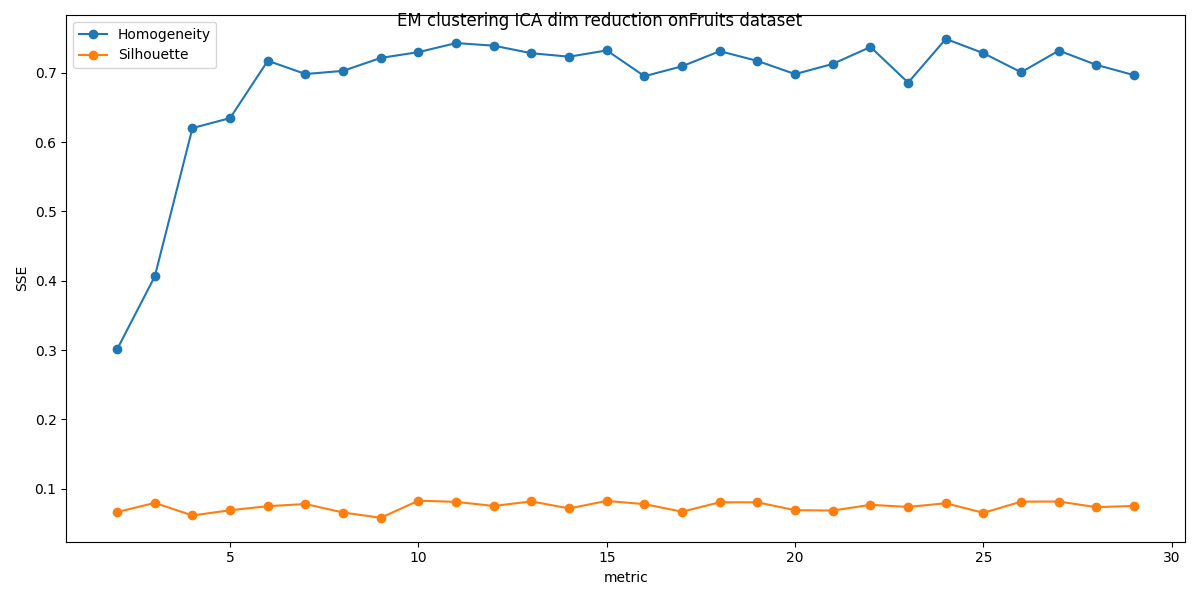 EM clustering ICA dim reduction onFruits dataset
Homogeneity
Silhouette
SSE
0.7
0.6
0.5
0.4
0.3
0.2
0.1
5 10 15 20 25 30
metric